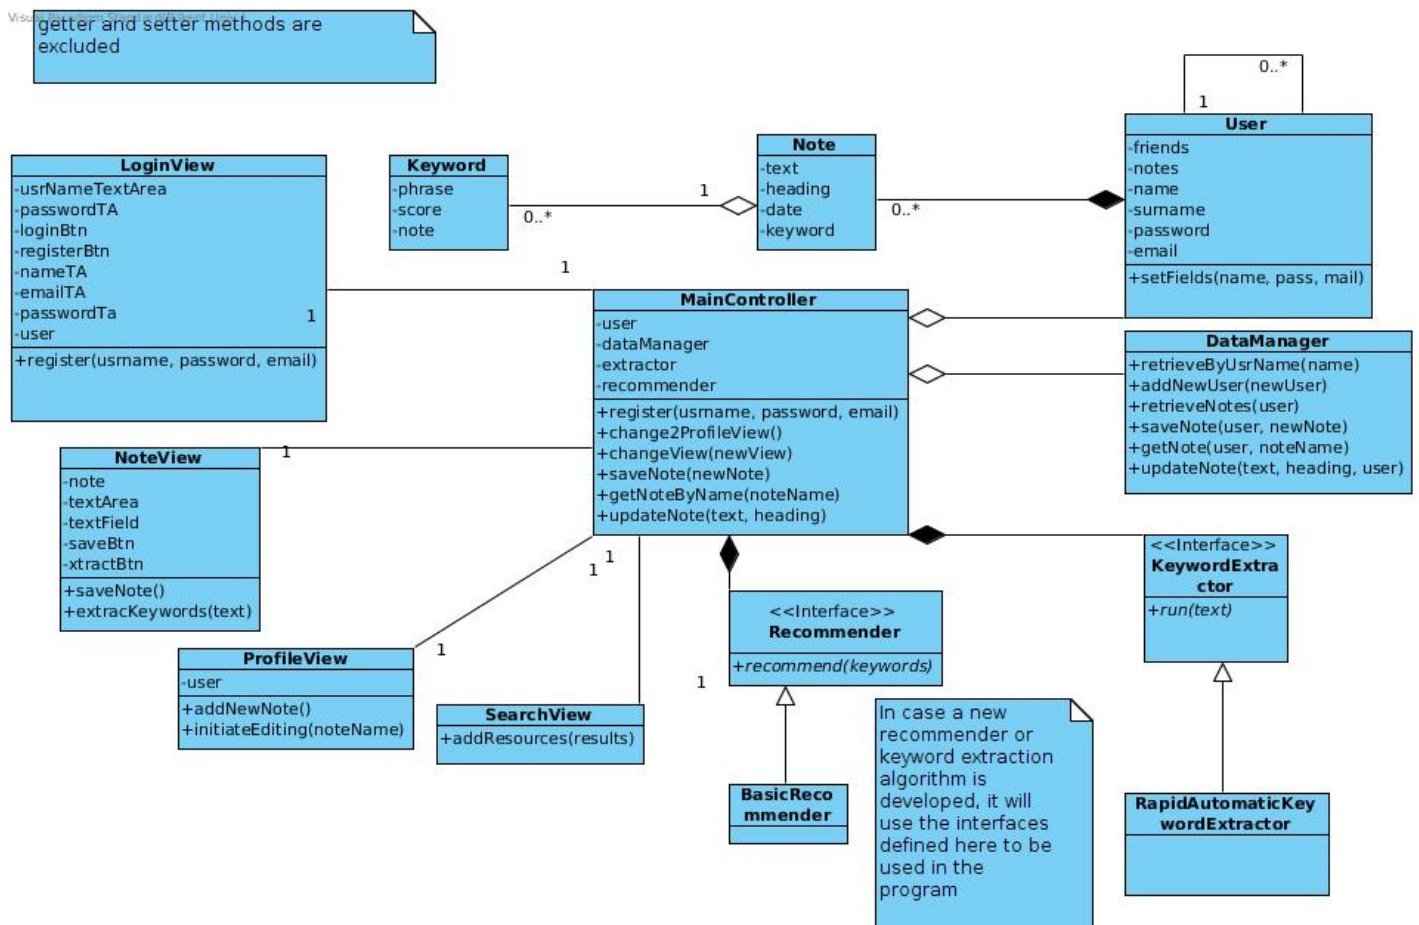 getter and setter methods are
excluded
0..*
1
User
-friends
-notes
-name
-surname
-password
-email
+setFields(name, pass, mail)
Note
-text
-heading
-date
-keyword
0..*
1
Keyword
-phrase
-score
-note
0..*
LoginView
-usrNameTextArea
-passwordTA
-loginBtn
-registerBtn
-nameTA
-emailTA
-passwordTa
-user
+register(usrname, password, email)
1
1
MainController
-user
-dataManager
-extractor
-recommender
+register(usrname, password, email)
+change2ProfileView()
+changeView(newView)
+saveNote(newNote)
+getNoteByName(noteName)
+updateNote(text, heading)
DataManager
+retrieveByUsrName(name)
+addNewUser(newUser)
+retrieveNotes(user)
+saveNote(user, newNote)
+getNote(user, noteName)
+updateNote(text, heading, user)
NoteView
-note
-textArea
-textField
-saveBtn
-xtractBtn
+saveNote()
+extracKeywords(text)
1
1
1
1
ProfileView
-user
+addNewNote()
+initiateEditing(noteName)
SearchView
+addResources(results)
1
<<Interface>>
Recommender
+recommend(keywords)
<<Interface>>
KeywordExtra
ctor
+run(text)
BasicReco
mmender
In case a new
recommender or
keyword extraction
algorithm is
developed, it will
use the interfaces
defined here to be
used in the
program
RapidAutomaticKey
wordExtractor